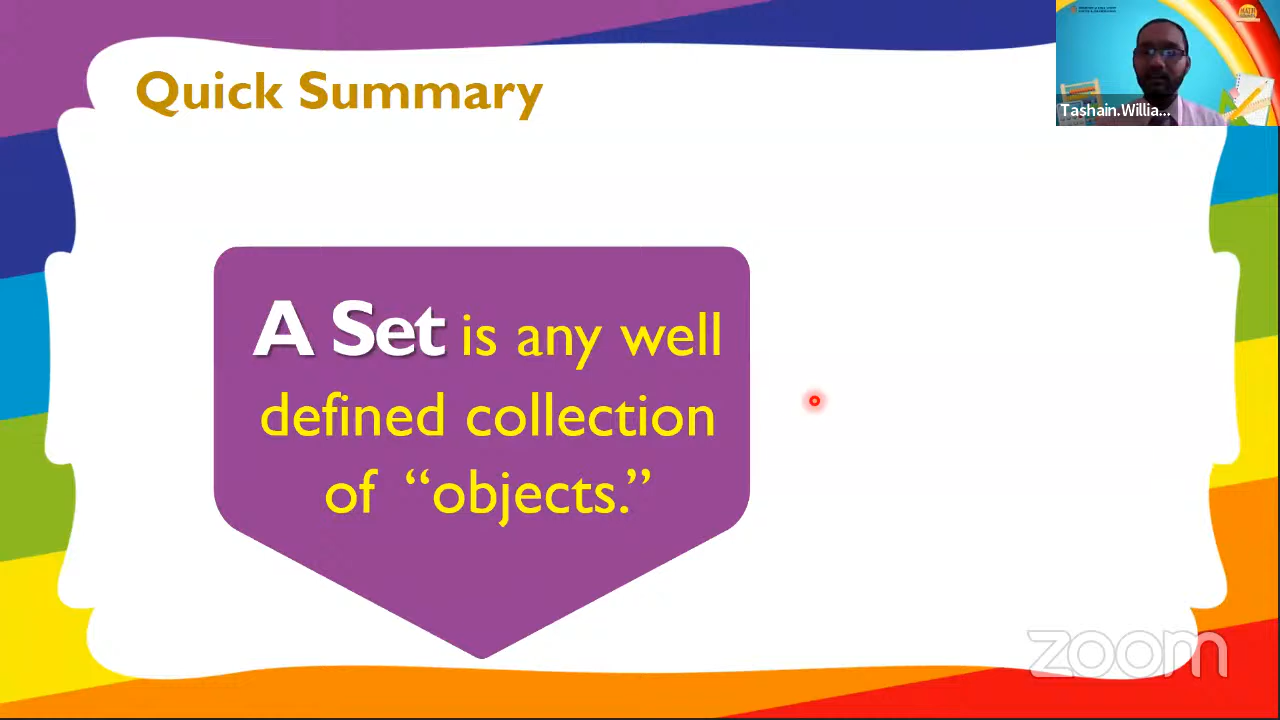 Quick Summary
Tashain.Willia...
A Set is any well
defined collection
of “objects.”
zoom